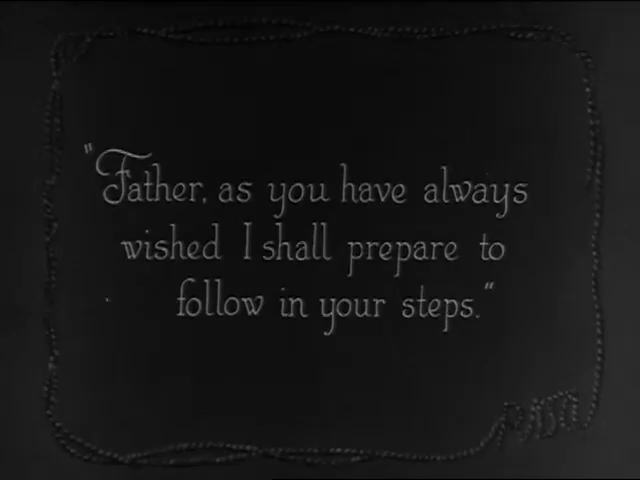 "Father, as you have always
wished I shall prepare to
follow in your steps."